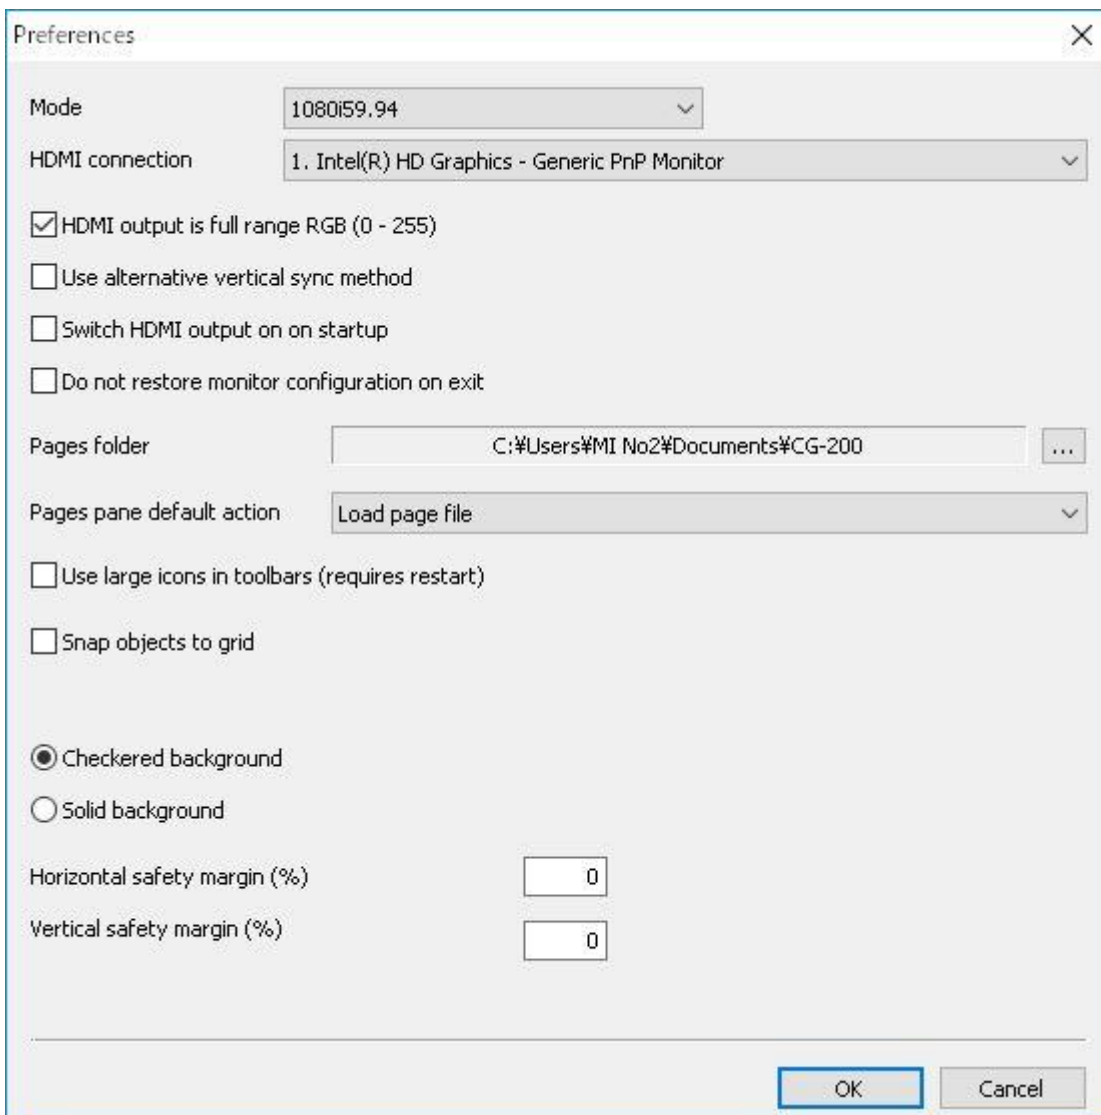 Preferences
Mode 1080i59.94
HDMI connection 1. Intel(R) HD Graphics - Generic PnP Monitor
HDMI output is full range RGB (0 - 255)
Use alternative vertical sync method
Switch HDMI output on on startup
Do not restore monitor configuration on exit
Pages folder C:¥Users¥MI No2¥Documents¥CG-200 ...
Pages pane default action Load page file
Use large icons in toolbars (requires restart)
Snap objects to grid
Checkered background
Solid background
Horizontal safety margin (%) 0
Vertical safety margin (%) 0
OK Cancel